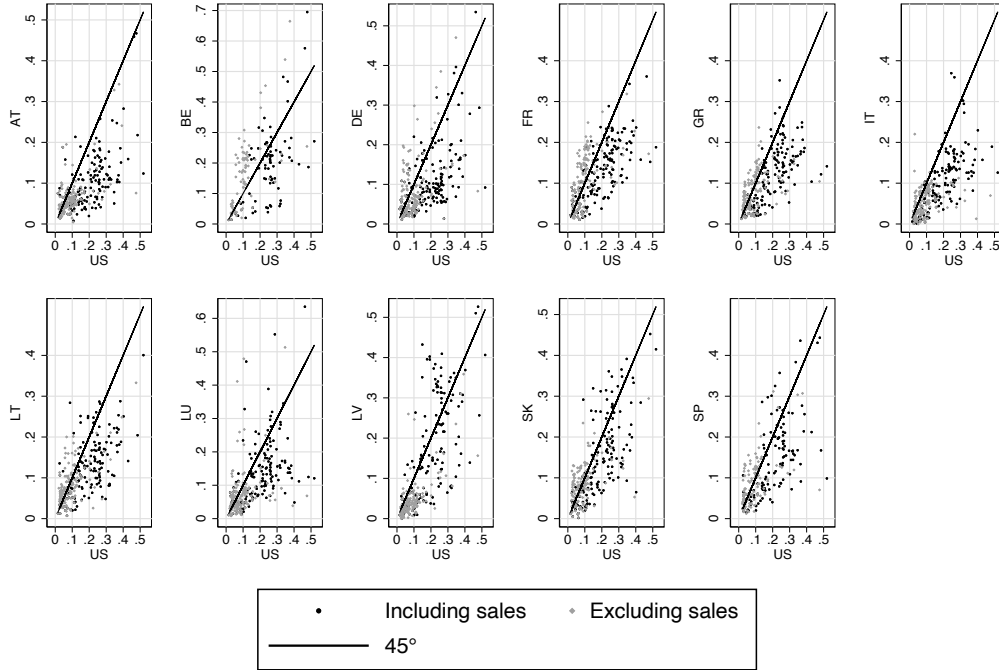 AT
0 .1 .2 .3 .4 .5
0 .1 .2 .3 .4 .5
US
BE
0 .1 .2 .3 .4 .5 .6 .7
0 .1 .2 .3 .4 .5
US
DE
0 .1 .2 .3 .4 .5
0 .1 .2 .3 .4 .5
US
FR
0 .1 .2 .3 .4
0 .1 .2 .3 .4 .5
US
GR
0 .1 .2 .3 .4
0 .1 .2 .3 .4 .5
US
IT
0 .1 .2 .3 .4
0 .1 .2 .3 .4 .5
US
LT
0 .1 .2 .3 .4
0 .1 .2 .3 .4 .5
US
LU
0 .1 .2 .3 .4 .5 .6
0 .1 .2 .3 .4 .5
US
LV
0 .1 .2 .3 .4 .5
0 .1 .2 .3 .4 .5
US
SK
0 .1 .2 .3 .4
0 .1 .2 .3 .4 .5
US
SP
0 .1 .2 .3 .4
0 .1 .2 .3 .4 .5
US
Including sales
Excluding sales
45°